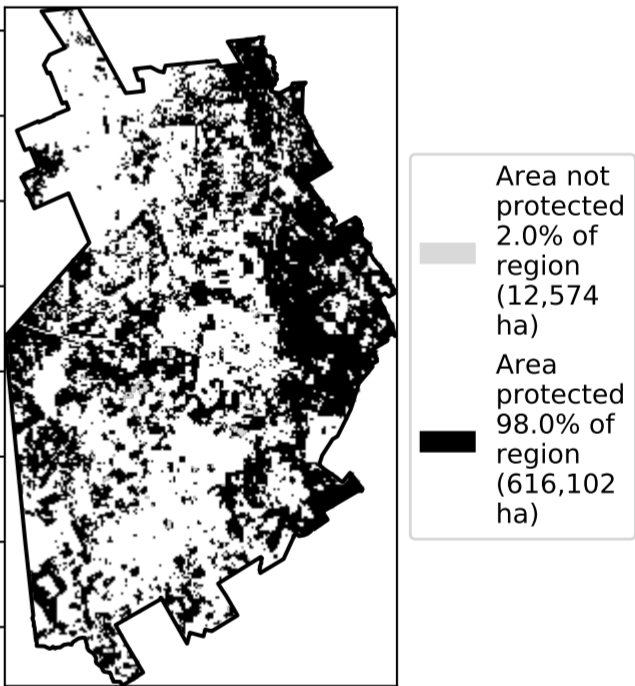 Area not
protected
2.0% of
region
(12,574
ha)
Area
protected
98.0% of
region
(616,102
ha)